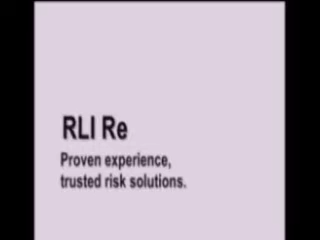 RLI Re
Proven experience,
trusted risk solutions.